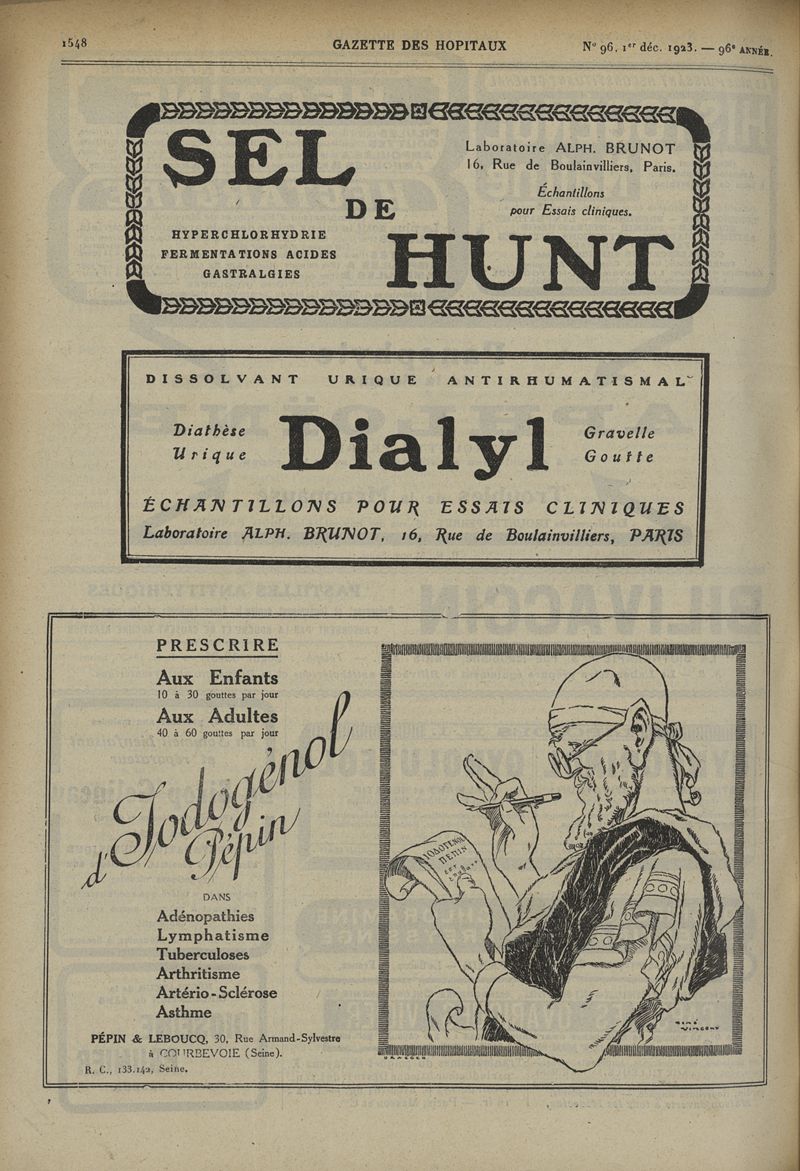 1548
GAZETTE DES HOPITAUX
N° 96. 1er déc. 1923. — 96e ANNÉE.
SEL
DE
HUNT
HYPERCHLORHYDRIE
FERMENTATIONS ACIDES
GASTRALGIES
Laboratoire ALPH. BRUNOT
16, Rue de Boulainvilliers, Paris.
Échantillons
pour Essais cliniques.
DISSOLVANT URIQUE ANTIRHUMATISMAL
Diathèse
Urique
Dialyl
Gravelle
Goutte
ÉCHANTILLONS POUR ESSAIS CLINIQUES
Laboratoire ALPH. BRUNOT, 16, Rue de Boulainvilliers, PARIS
PRESCRIRE
Aux Enfants
10 à 30 gouttes par jour
Aux Adultes
40 à 60 gouttes par jour
d'Iodogénol
Pépin
DANS
Adénopathies
Lymphatisme
Tuberculoses
Arthritisme
Artério-Sclérose
Asthme
PÉPIN & LEBOUCQ, 30, Rue Armand-Sylvestre
à COURBEVOIE (Seine).
R. C., 133.142, Seine.
IODOGENOL
PEPIN
RENÉ
VINCENT